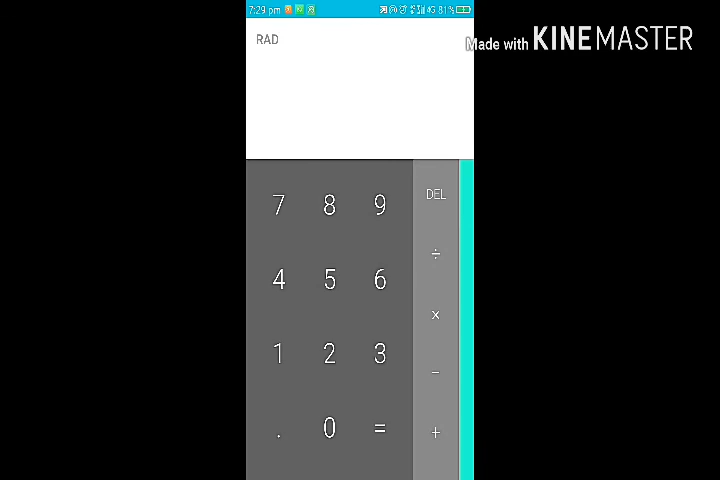 7:29 pm
4G 81%
RAD
Made with KINEMASTER
7 8 9 DEL
÷
4 5 6
×
1 2 3
−
. 0 = +